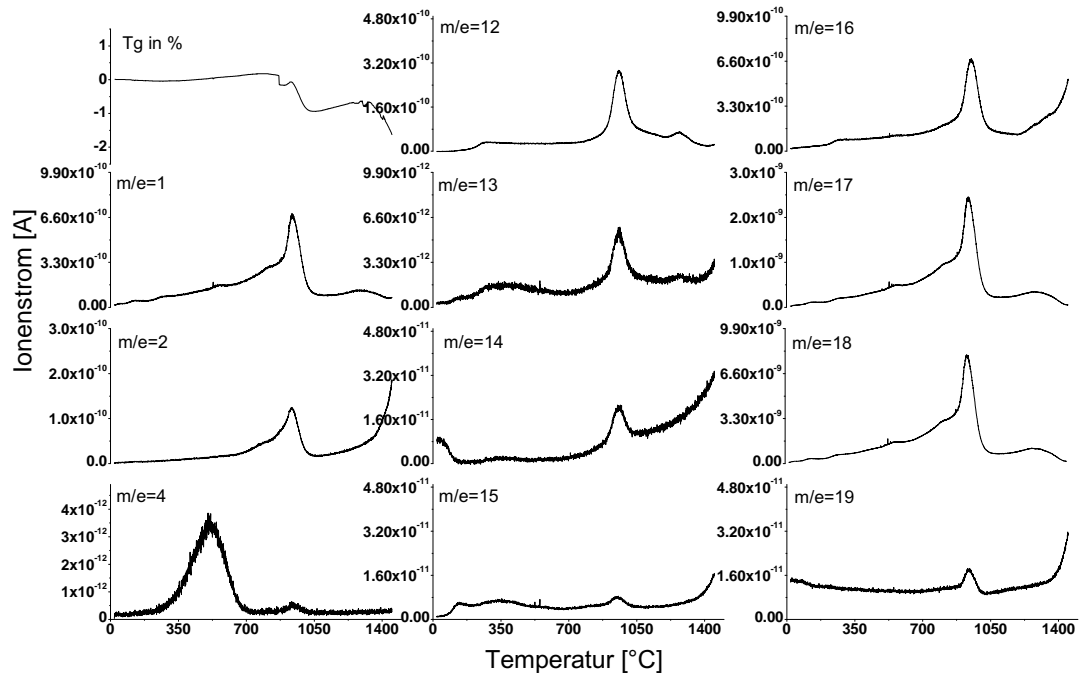 Tg in %
1
0
-1
-2
m/e=12
4.80x10⁻¹⁰
3.20x10⁻¹⁰
1.60x10⁻¹⁰
0.00
m/e=16
9.90x10⁻¹⁰
6.60x10⁻¹⁰
3.30x10⁻¹⁰
0.00
m/e=1
9.90x10⁻¹⁰
6.60x10⁻¹⁰
3.30x10⁻¹⁰
0.00
m/e=13
9.90x10⁻¹²
6.60x10⁻¹²
3.30x10⁻¹²
0.00
m/e=17
3.0x10⁻⁹
2.0x10⁻⁹
1.0x10⁻⁹
0.0
m/e=2
3.0x10⁻¹⁰
2.0x10⁻¹⁰
1.0x10⁻¹⁰
0.0
m/e=14
4.80x10⁻¹¹
3.20x10⁻¹¹
1.60x10⁻¹¹
0.00
m/e=18
9.90x10⁻⁹
6.60x10⁻⁹
3.30x10⁻⁹
0.00
m/e=4
4x10⁻¹²
3x10⁻¹²
2x10⁻¹²
1x10⁻¹²
0
0 350 700 1050 1400
m/e=15
4.80x10⁻¹¹
3.20x10⁻¹¹
1.60x10⁻¹¹
0.00
0 350 700 1050 1400
m/e=19
4.80x10⁻¹¹
3.20x10⁻¹¹
1.60x10⁻¹¹
0.00
0 350 700 1050 1400
Ionenstrom [A]
Temperatur [°C]